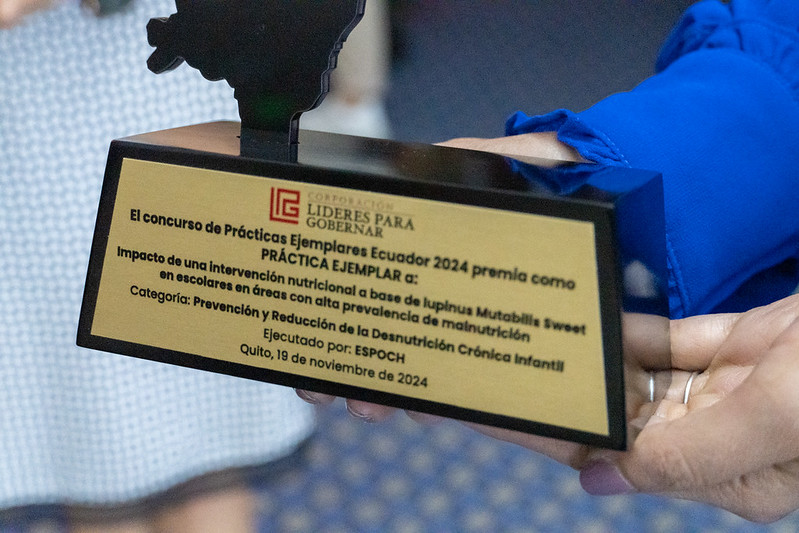 CORPORACIÓN
LIDERES PARA
GOBERNAR
El concurso de Prácticas Ejemplares Ecuador 2024 premia como
PRÁCTICA EJEMPLAR a:
Impacto de una intervención nutricional a base de lupinus Mutabills Sweet
en escolares en áreas con alta prevalencia de malnutrición
Categoría: Prevención y Reducción de la Desnutrición Crónica Infantil
Ejecutado por: ESPOCH
Quito, 19 de noviembre de 2024